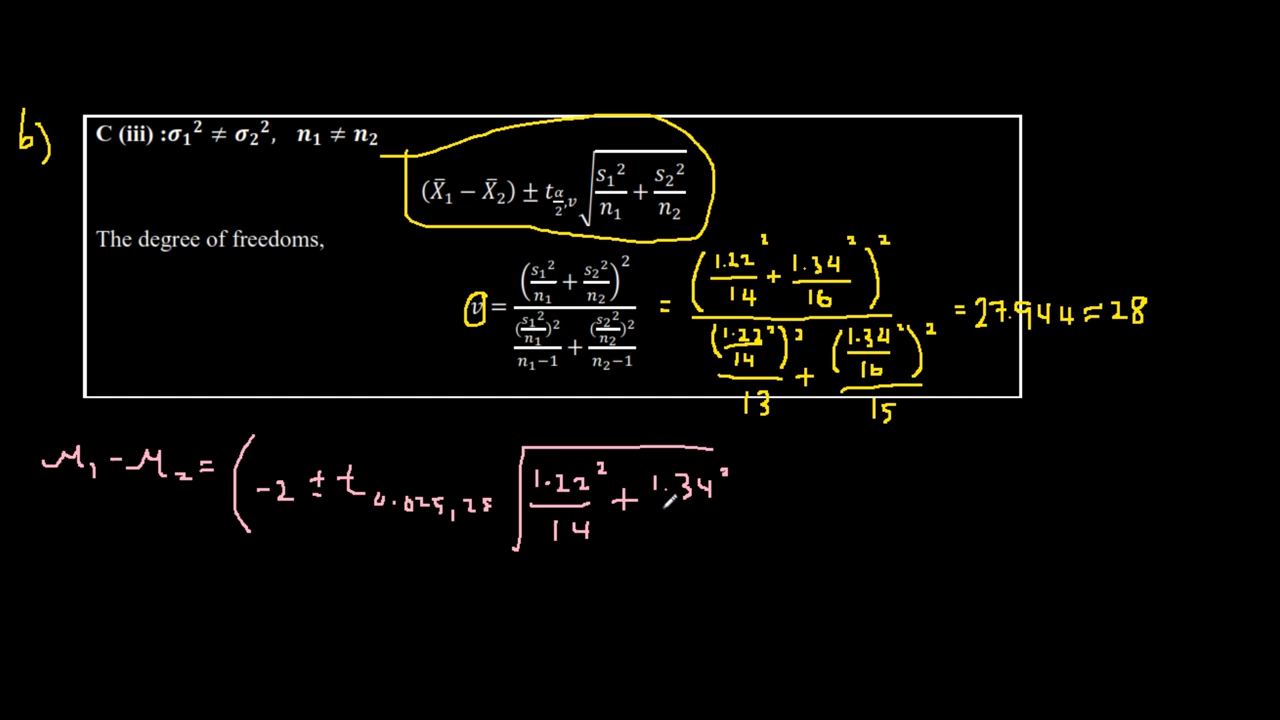 b)
C (iii) :σ₁² ≠ σ₂², n₁ ≠ n₂
(X̄₁ − X̄₂) ± t_{α/2,v} √(s₁²/n₁ + s₂²/n₂)
The degree of freedoms,
v = (s₁²/n₁ + s₂²/n₂)² / ((s₁²/n₁)²/(n₁−1) + (s₂²/n₂)²/(n₂−1)) = (1.22²/14 + 1.34²/16)² / ((1.22²/14)²/13 + (1.34²/16)²/15) = 27.944 = 28
μ₁ − μ₂ = (−2 ± t_{0.025,28} √(1.22²/14 + 1.34²